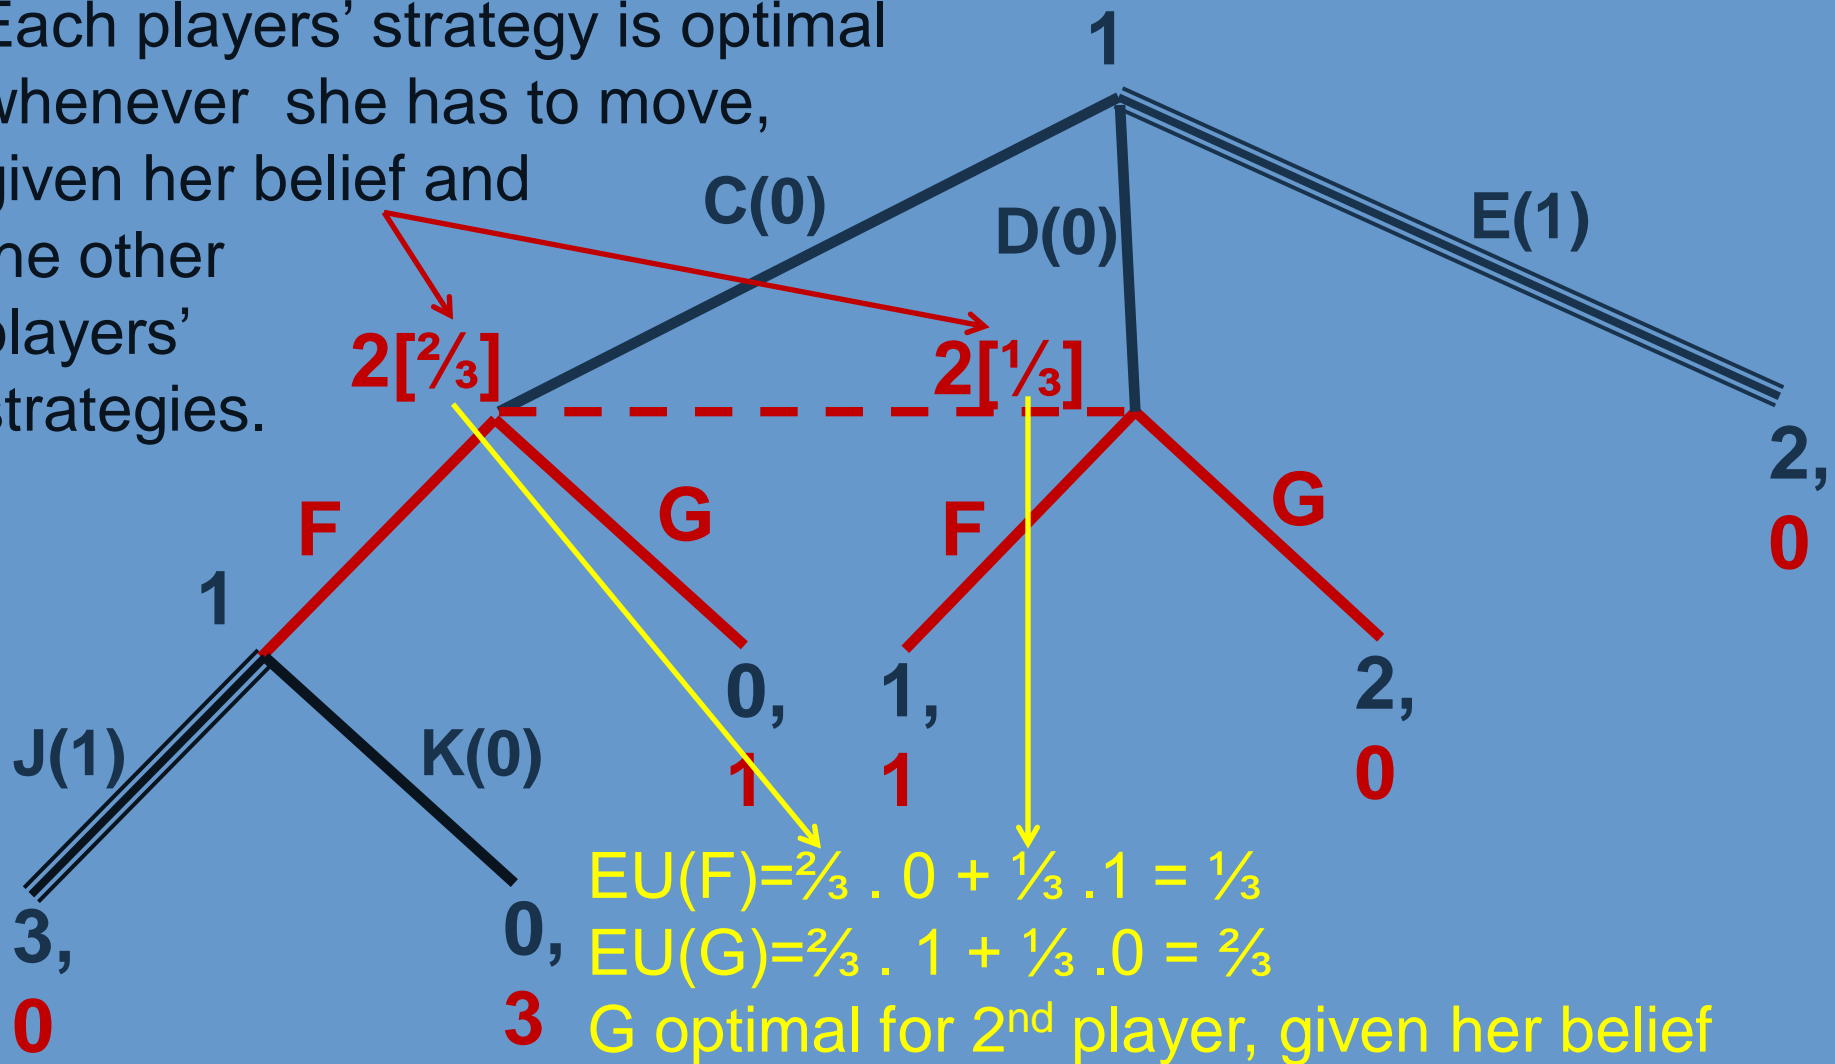 Each players’ strategy is optimal
whenever she has to move,
given her belief and
the other
players’
strategies.
1
C(0)
D(0)
E(1)
2[⅔]
2[⅓]
2,
0
F
G
F
G
1
0,
1
1,
1
2,
0
J(1)
K(0)
3,
0
0,
3
EU(F)=⅔ . 0 + ⅓ .1 = ⅓
EU(G)=⅔ . 1 + ⅓ .0 = ⅔
G optimal for 2nd player, given her belief